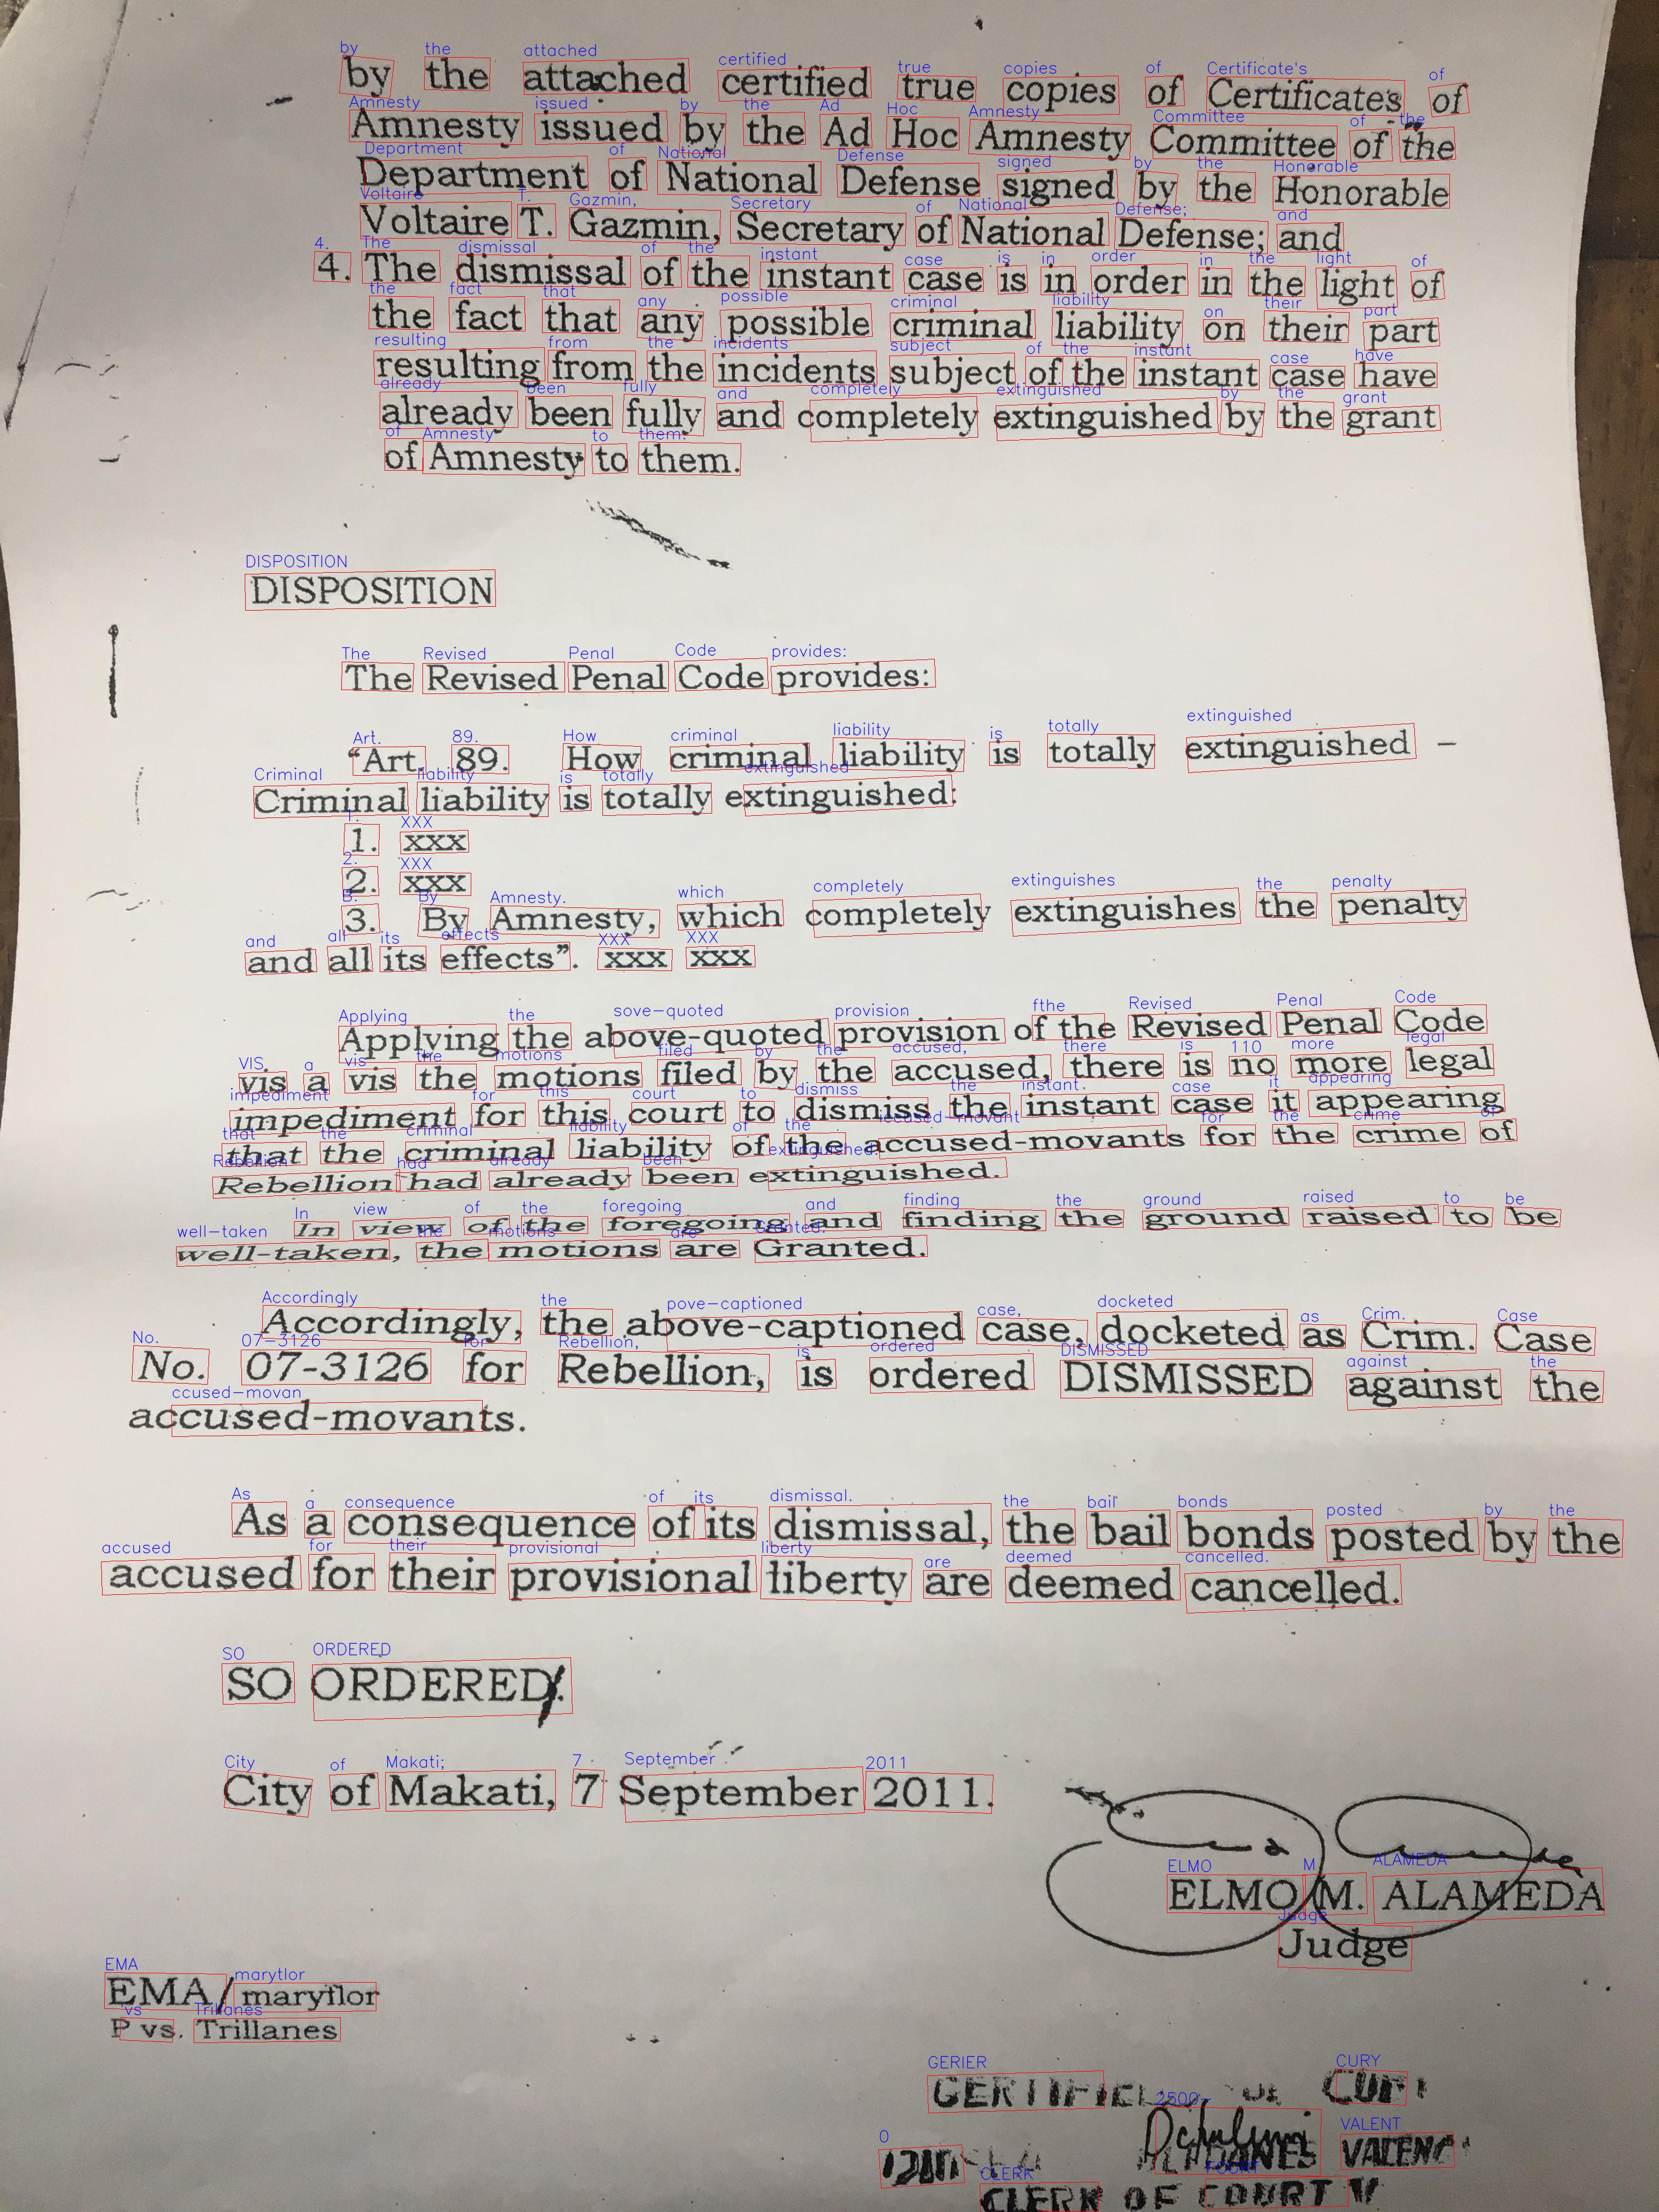 by the attached certified true copies of Certificate's of
Amnesty issued by the Ad Hoc Amnesty Committee of the
Department of National Defense signed by the Honorable
Voltaire T. Gazmin, Secretary of National Defense; and
4. The dismissal of the instant case is in order in the light of
the fact that any possible criminal liability on their part
resulting from the incidents subject of the instant case have
already been fully and completely extinguished by the grant
of Amnesty to them.
DISPOSITION
The Revised Penal Code provides:
“Art. 89. How criminal liability is totally extinguished –
Criminal liability is totally extinguished:
1. xxx
2. xxx
3. By Amnesty, which completely extinguishes the penalty
and all its effects”. xxx xxx
Applying the above-quoted provision of the Revised Penal Code
vis a vis the motions filed by the accused, there is no more legal
impediment for this court to dismiss the instant case it appearing
that the criminal liability of the accused-movants for the crime of
Rebellion had already been extinguished.
In view of the foregoing and finding the ground raised to be
well-taken, the motions are Granted.
Accordingly, the above-captioned case, docketed as Crim. Case
No. 07-3126 for Rebellion, is ordered DISMISSED against the
accused-movants.
As a consequence of its dismissal, the bail bonds posted by the
accused for their provisional liberty are deemed cancelled.
SO ORDERED.
City of Makati, 7 September 2011.
ELMO M. ALAMEDA
Judge
EMA/maryflor
P vs. Trillanes
CLERK OF COURT V